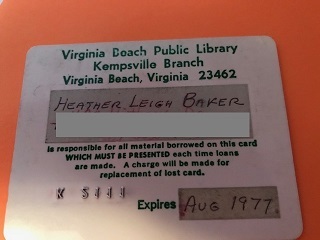 Virginia Beach Public Library
Kempsville Branch
Virginia Beach, Virginia 23462
HEATHER LEIGH BAKER
is responsible for all material borrowed on this card
WHICH MUST BE PRESENTED each time loans
are made. A charge will be made for
replacement of lost card.
K 5444
Expires AUG 1977